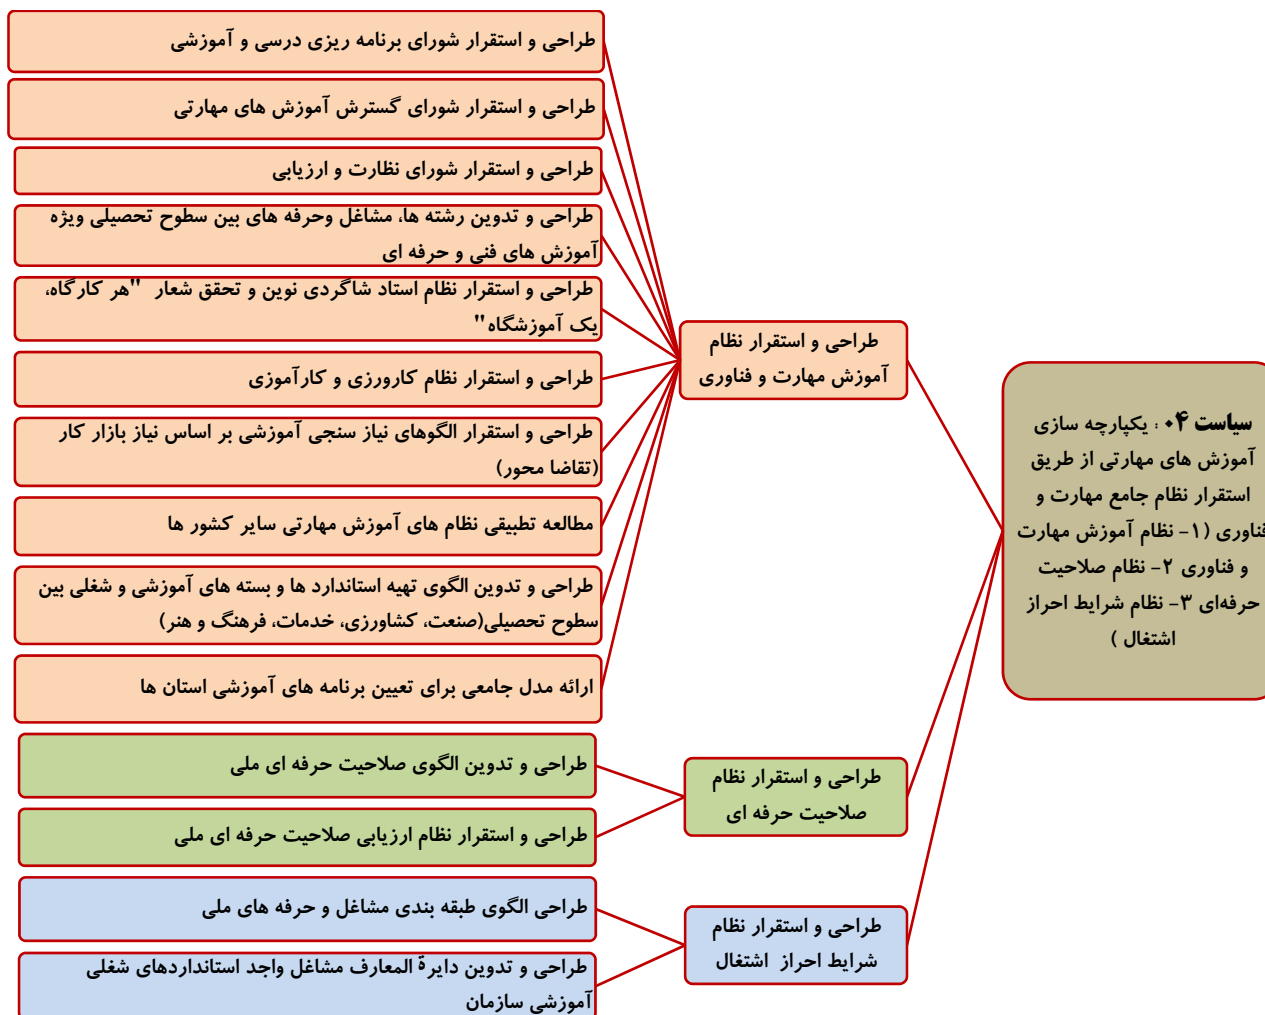 سیاست ۰۴ : یکپارچه سازی
آموزش های مهارتی از طریق
استقرار نظام جامع مهارت و
فناوری (۱- نظام آموزش مهارت
و فناوری ۲- نظام صلاحیت
حرفه‌ای ۳- نظام شرایط احراز
اشتغال )
طراحی و استقرار نظام
آموزش مهارت و فناوری
طراحی و استقرار شورای برنامه ریزی درسی و آموزشی
طراحی و استقرار شورای گسترش آموزش های مهارتی
طراحی و استقرار شورای نظارت و ارزیابی
طراحی و تدوین رشته ها، مشاغل وحرفه های بین سطوح تحصیلی ویژه
آموزش های فنی و حرفه ای
طراحی و استقرار نظام استاد شاگردی نوین و تحقق شعار "هر کارگاه،
یک آموزشگاه"
طراحی و استقرار نظام کارورزی و کارآموزی
طراحی و استقرار الگوهای نیاز سنجی آموزشی بر اساس نیاز بازار کار
(تقاضا محور)
مطالعه تطبیقی نظام های آموزش مهارتی سایر کشور ها
طراحی و تدوین الگوی تهیه استاندارد ها و بسته های آموزشی و شغلی بین
سطوح تحصیلی(صنعت، کشاورزی، خدمات، فرهنگ و هنر)
ارائه مدل جامعی برای تعیین برنامه های آموزشی استان ها
طراحی و استقرار نظام
صلاحیت حرفه ای
طراحی و تدوین الگوی صلاحیت حرفه ای ملی
طراحی و استقرار نظام ارزیابی صلاحیت حرفه ای ملی
طراحی و استقرار نظام
شرایط احراز اشتغال
طراحی الگوی طبقه بندی مشاغل و حرفه های ملی
طراحی و تدوین دایرة المعارف مشاغل واجد استانداردهای شغلی
آموزشی سازمان